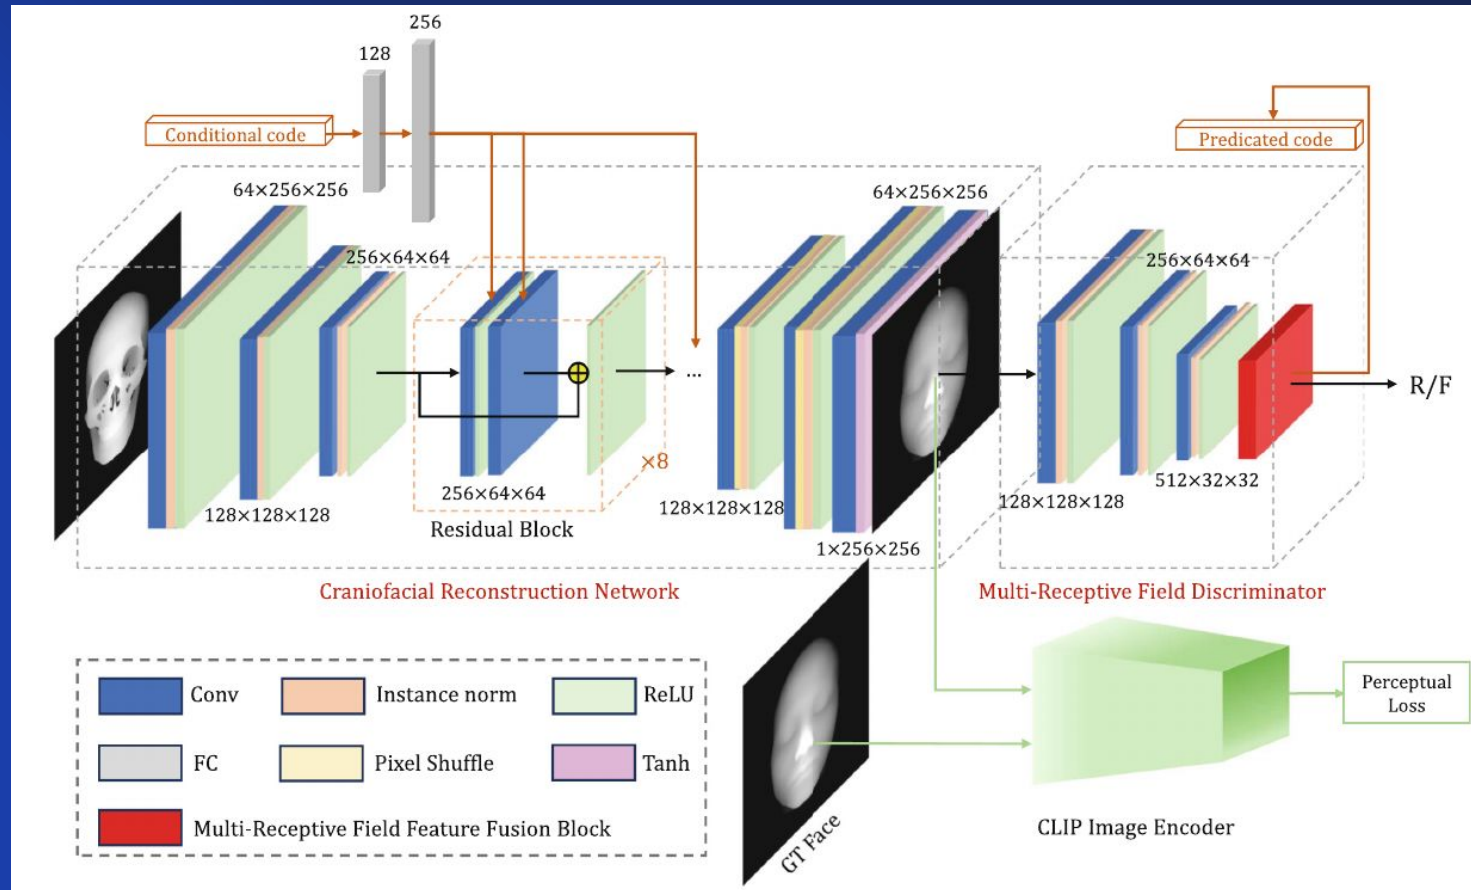 256
128
Conditional code
Predicated code
64×256×256
64×256×256
256×64×64
256×64×64
...
R/F
×8
128×128×128
256×64×64
128×128×128
128×128×128
512×32×32
Residual Block
1×256×256
Craniofacial Reconstruction Network
Multi-Receptive Field Discriminator
Conv
Instance norm
ReLU
FC
Pixel Shuffle
Tanh
Multi-Receptive Field Feature Fusion Block
GT Face
Perceptual
Loss
CLIP Image Encoder